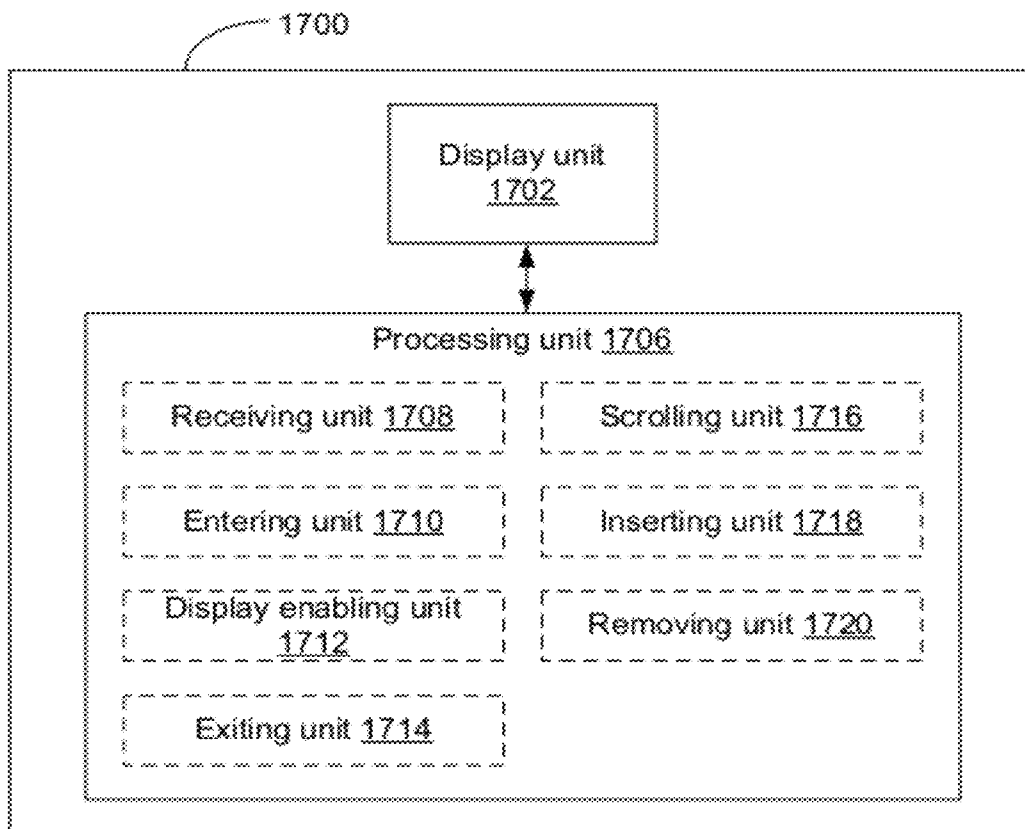 1700
Display unit
1702
Processing unit 1706
Receiving unit 1708
Scrolling unit 1716
Entering unit 1710
Inserting unit 1718
Display enabling unit
1712
Removing unit 1720
Exiting unit 1714